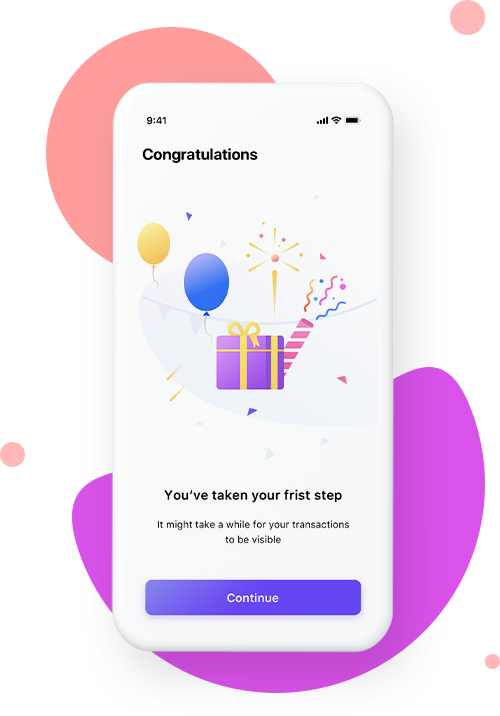 9:41
Congratulations
You've taken your frist step
It might take a while for your transactions
to be visible
Continue